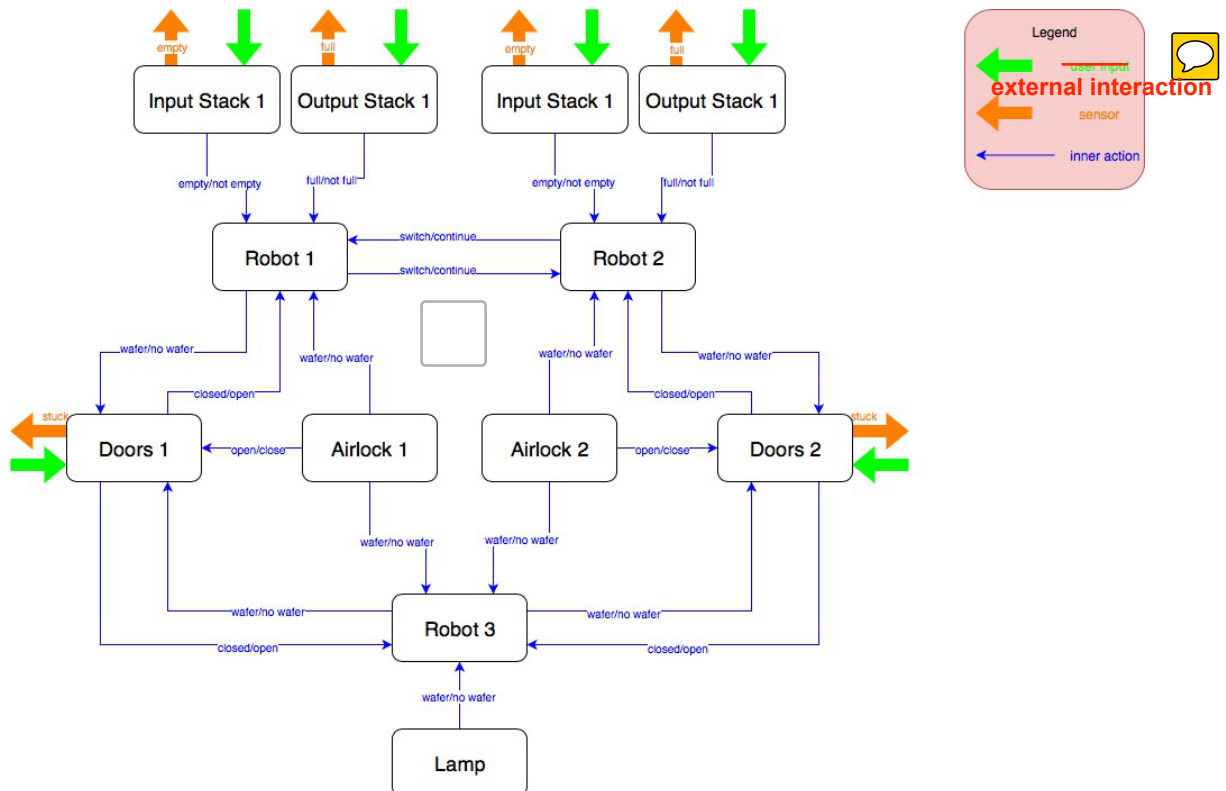 empty
full
empty
full
Input Stack 1
Output Stack 1
Input Stack 1
Output Stack 1
Legend
user input
external interaction
sensor
inner action
empty/not empty
full/not full
empty/not empty
full/not full
Robot 1
switch/continue
switch/continue
Robot 2
wafer/no wafer
wafer/no wafer
wafer/no wafer
wafer/no wafer
closed/open
closed/open
stuck
Doors 1
open/close
Airlock 1
Airlock 2
open/close
Doors 2
stuck
wafer/no wafer
wafer/no wafer
wafer/no wafer
Robot 3
wafer/no wafer
closed/open
closed/open
wafer/no wafer
Lamp